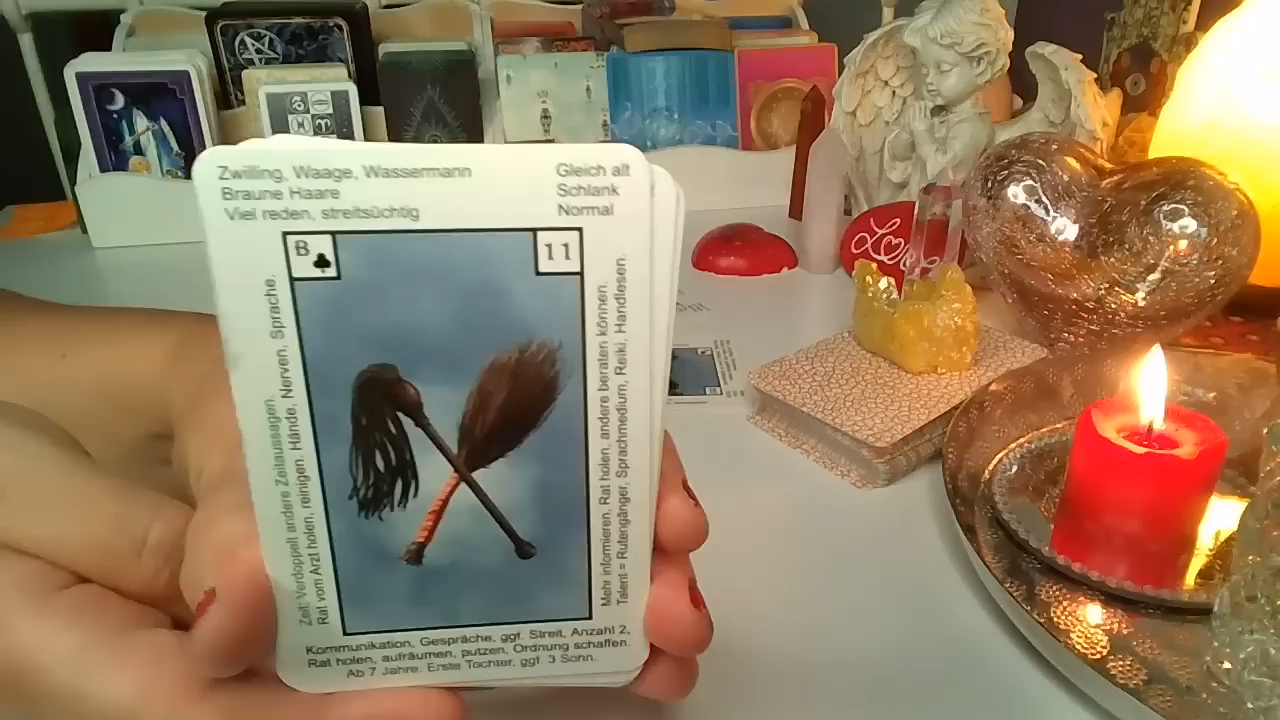 Zwilling, Waage, Wassermann
Braune Haare
Viel reden, streitsüchtig
Gleich alt
Schlank
Normal
B
11
Zeit: Verdoppelt andere Zeitaussagen.
Rat vom Arzt holen, reinigen. Hände, Nerven, Sprache.
Mehr informieren, Rat holen, andere beraten können.
Talent = Rutengänger, Sprachmedium, Reiki, Handlesen.
Kommunikation, Gespräche, ggf. Streit, Anzahl 2,
Rat holen, aufräumen, putzen, Ordnung schaffen.
Ab 7 Jahre. Erste Tochter, ggf. 3 Sohn.
Love